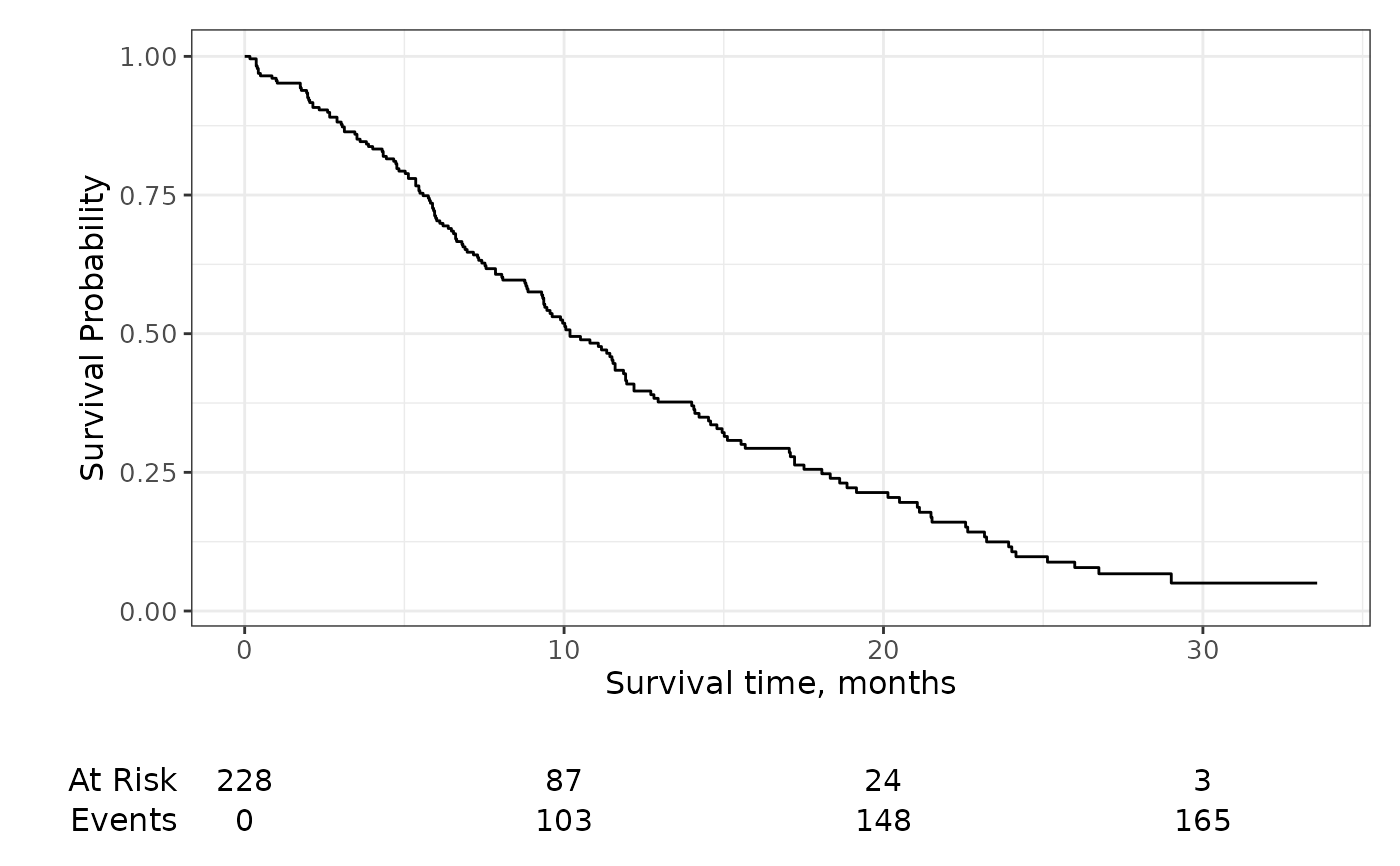 Survival Probability
1.00
0.75
0.50
0.25
0.00
0 10 20 30
Survival time, months
At Risk 228 87 24 3
Events 0 103 148 165